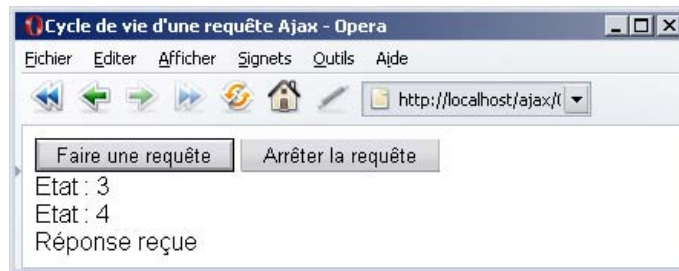 Cycle de vie d'une requête Ajax - Opera
Fichier Editer Afficher Signets Outils Aide
http://localhost/ajax/(
Faire une requête Arrêter la requête
Etat : 3
Etat : 4
Réponse reçue